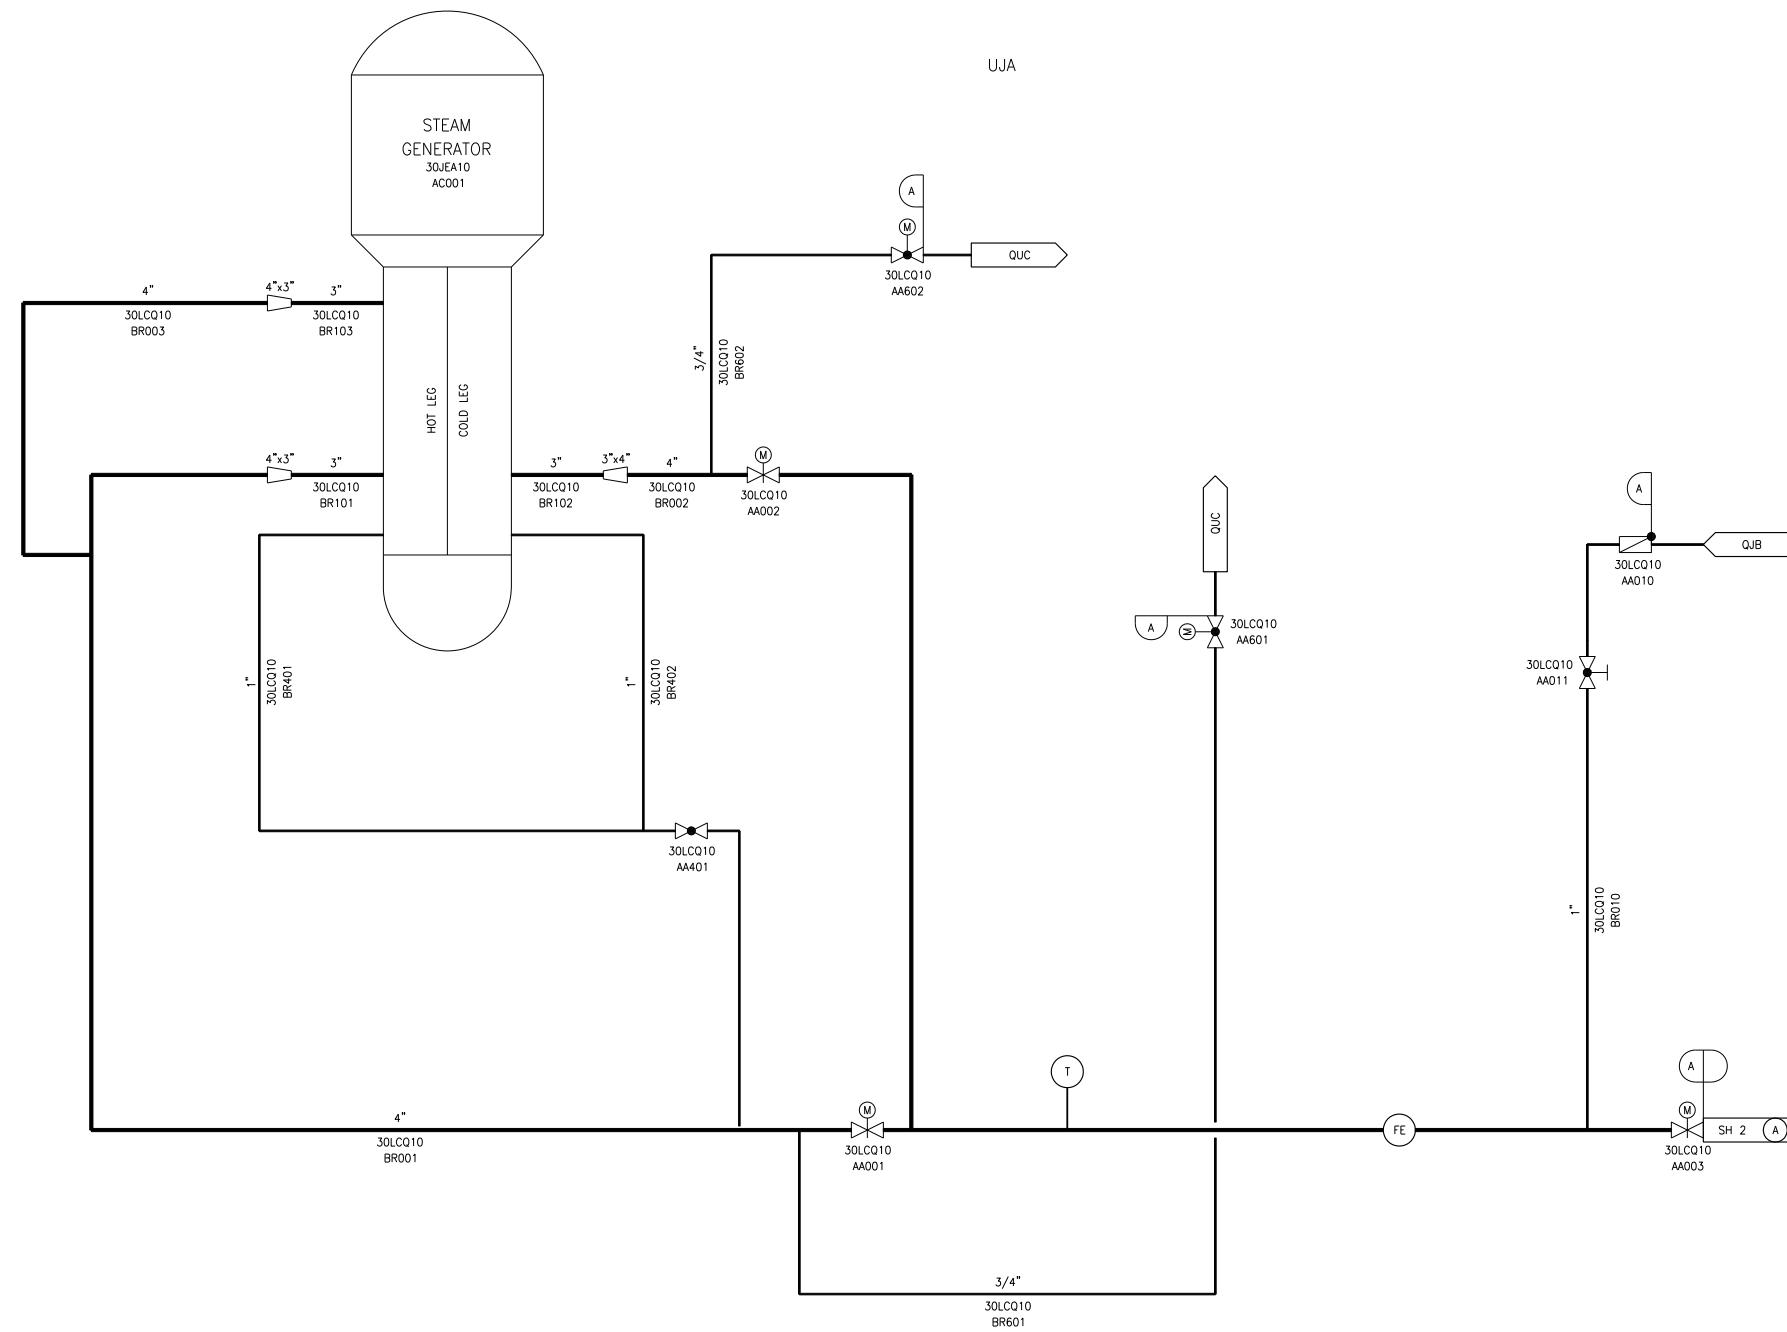 UJA
STEAM
GENERATOR
30JEA10
AC001
A
M
QUC
30LCQ10
AA602
4"
4"x3"
3"
30LCQ10
BR003
30LCQ10
BR103
3/4"
30LCQ10
BR602
HOT LEG
COLD LEG
4"x3"
3"
30LCQ10
BR101
3"
3"x4"
4"
M
30LCQ10
BR102
30LCQ10
BR002
30LCQ10
AA002
QUC
A
M
30LCQ10
AA601
A
QJB
30LCQ10
AA010
30LCQ10
AA011
1"
30LCQ10
BR401
1"
30LCQ10
BR402
30LCQ10
AA401
1"
30LCQ10
BR010
T
A
M
4"
M
FE
SH 2
A
30LCQ10
BR001
30LCQ10
AA001
30LCQ10
AA003
3/4"
30LCQ10
BR601